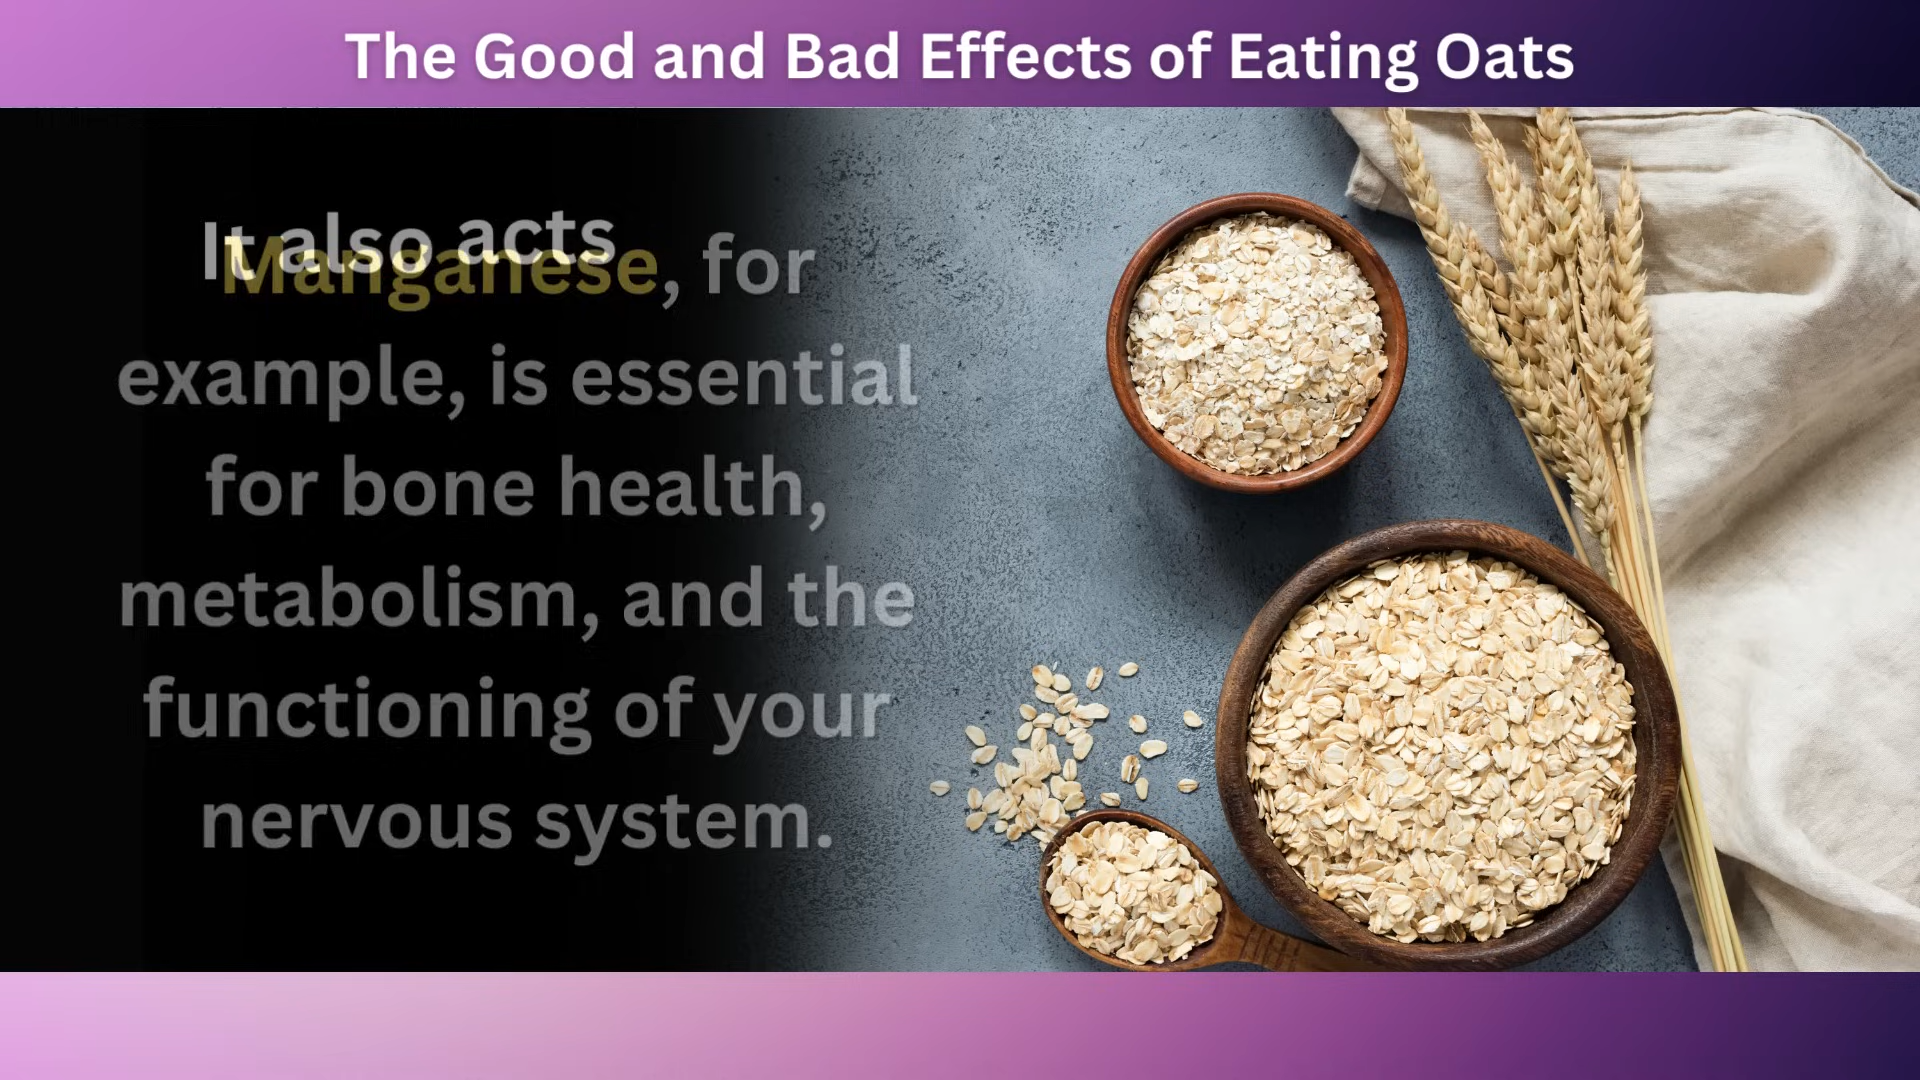 The Good and Bad Effects of Eating Oats
It also acts
Manganese, for
example, is essential
for bone health,
metabolism, and the
functioning of your
nervous system.